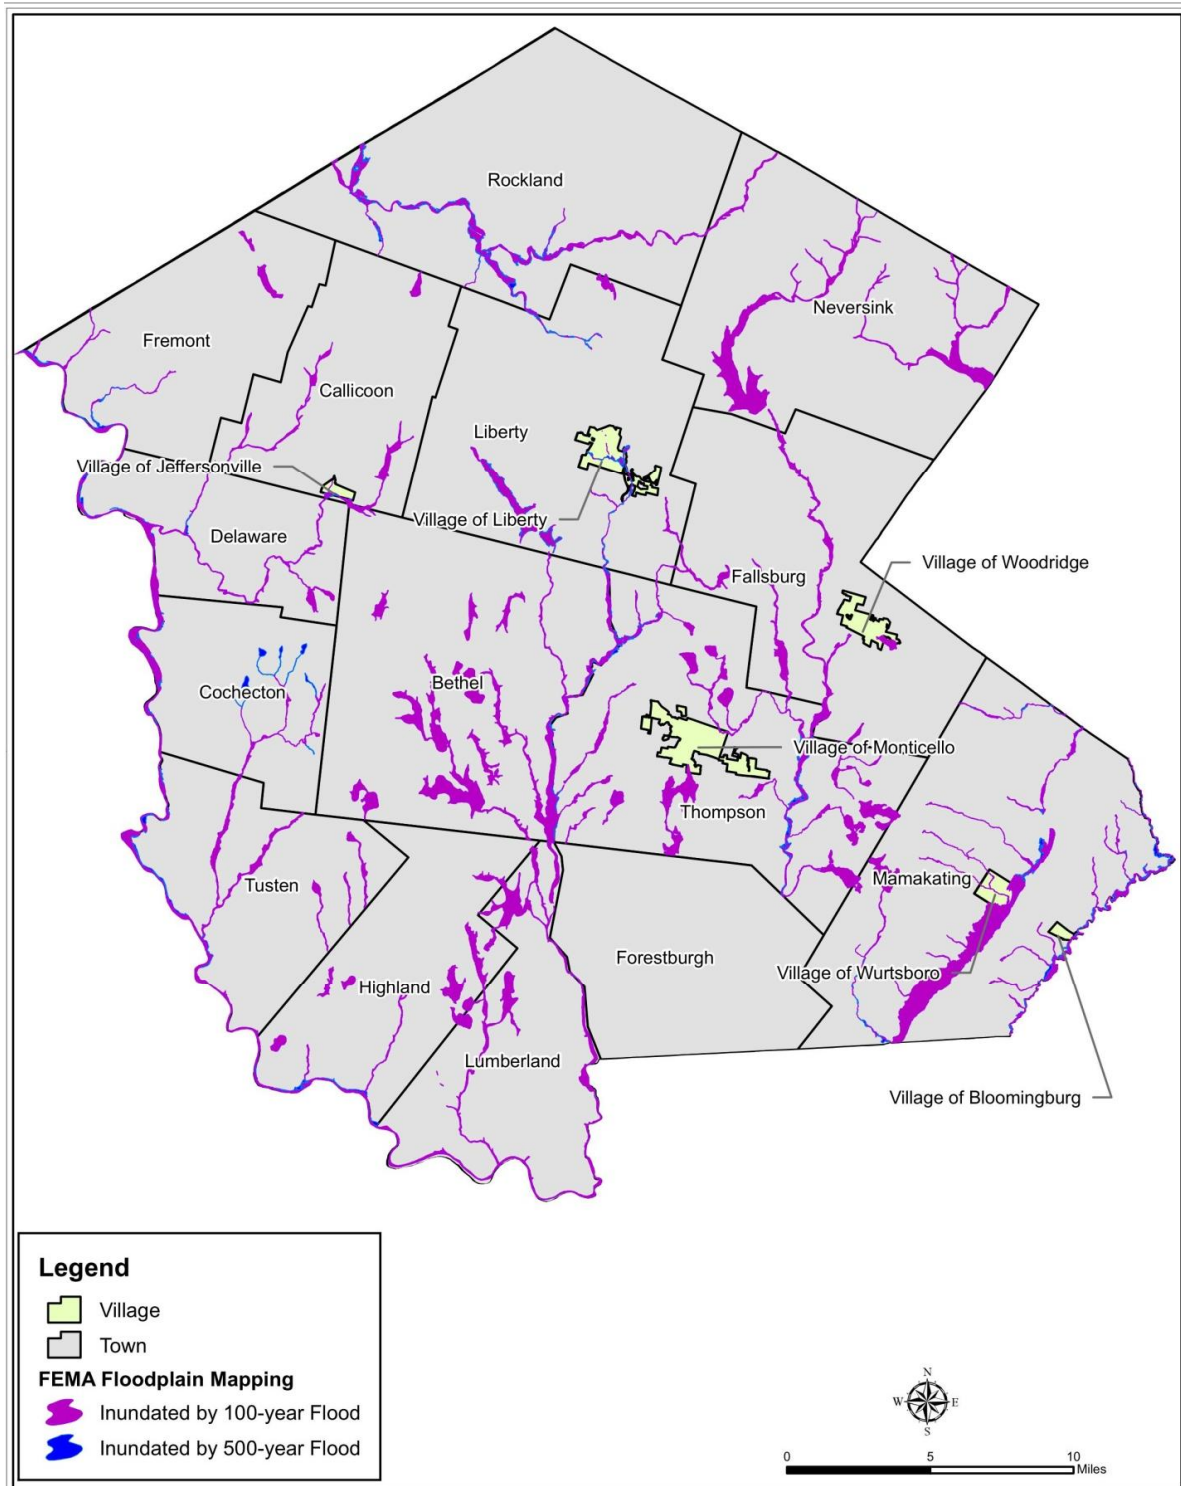 Rockland
Neversink
Fremont
Callicoon
Liberty
Village of Jeffersonville
Village of Liberty
Delaware
Village of Woodridge
Fallsburg
Bethel
Cochecton
Village of Monticello
Thompson
Mamakating
Tusten
Forestburgh
Village of Wurtsboro
Highland
Lumberland
Village of Bloomingburg
Legend
Village
Town
FEMA Floodplain Mapping
Inundated by 100-year Flood
Inundated by 500-year Flood
N
W E
S
0 5 10
Miles